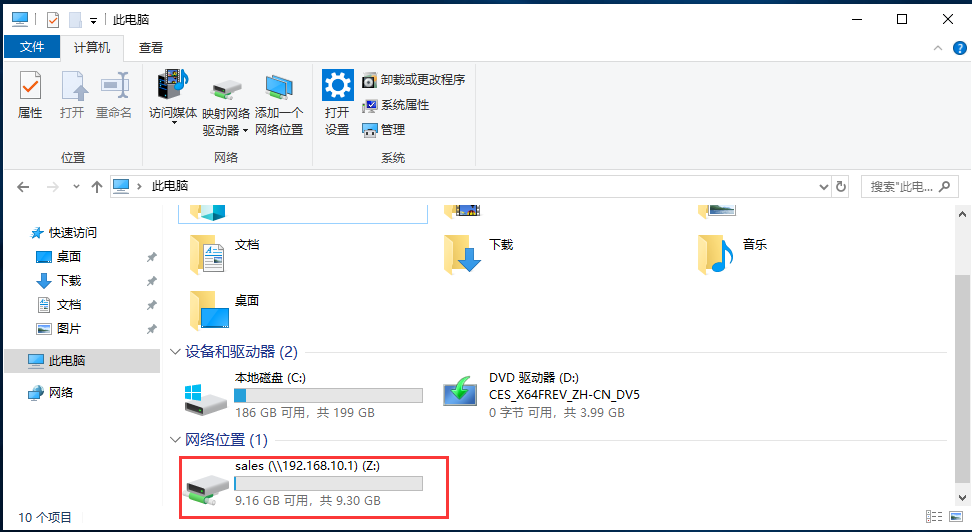 此电脑
文件 计算机 查看
属性 打开 重命名 访问媒体 映射网络 添加一个 打开 卸载或更改程序
驱动器 网络位置 设置 系统属性
管理
位置 网络 系统
此电脑 搜索"此电...
快速访问
桌面
下载
文档
图片
此电脑
网络
文档 下载 音乐
桌面
设备和驱动器 (2)
本地磁盘 (C:)
186 GB 可用，共 199 GB
DVD 驱动器 (D:)
CES_X64FREV_ZH-CN_DV5
0 字节 可用，共 3.99 GB
网络位置 (1)
sales (\\192.168.10.1) (Z:)
9.16 GB 可用，共 9.30 GB
10 个项目